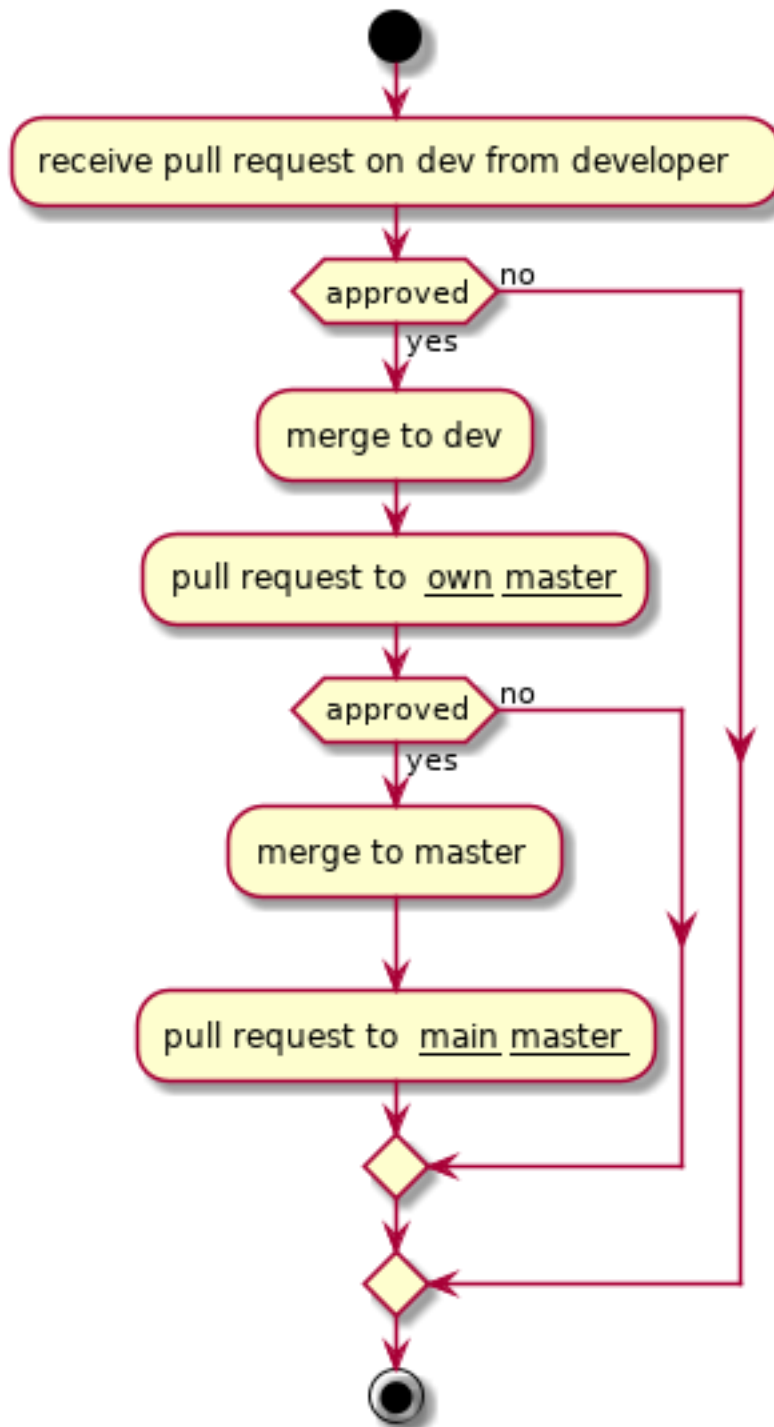 receive pull request on dev from developer
approved
no
yes
merge to dev
pull request to own master
approved
no
yes
merge to master
pull request to main master